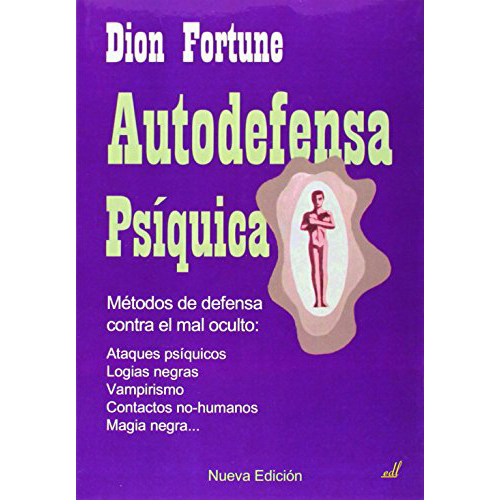 Dion Fortune
Autodefensa
Psíquica
Métodos de defensa
contra el mal oculto:
Ataques psíquicos
Logias negras
Vampirismo
Contactos no-humanos
Magia negra...
Nueva Edición
edl